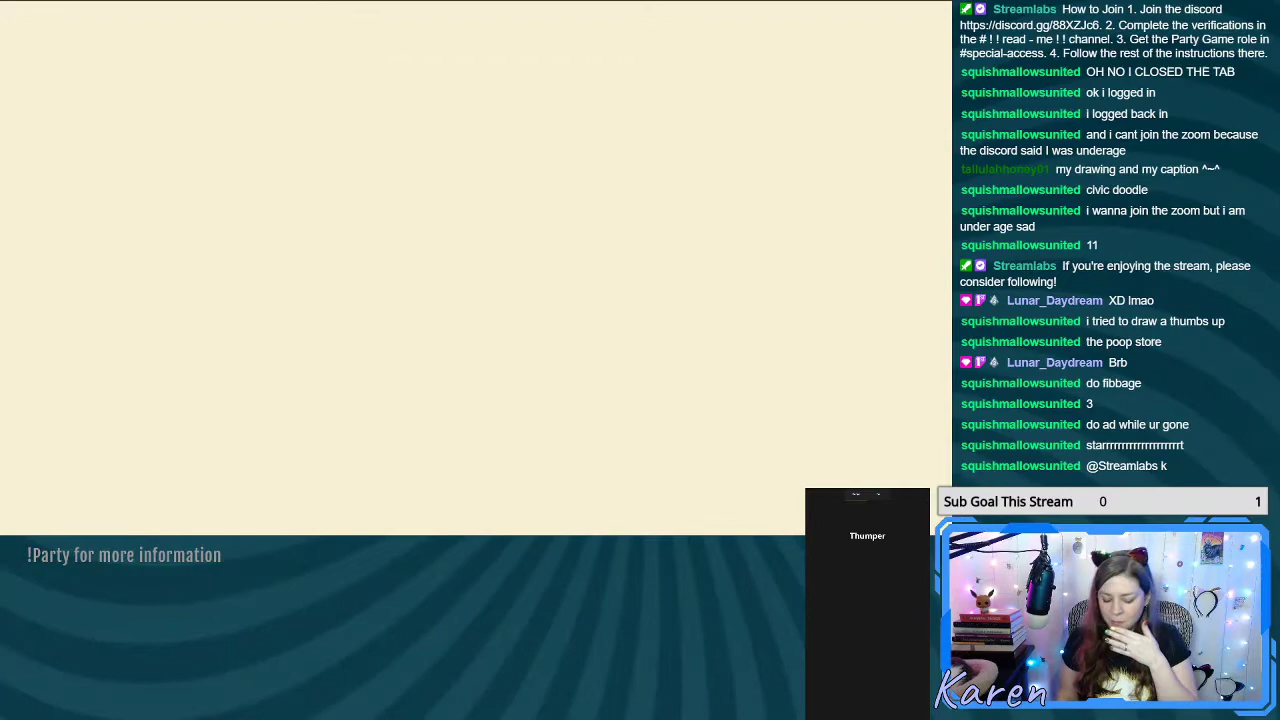 Streamlabs How to Join 1. Join the discord
https://discord.gg/88XZJc6. 2. Complete the verifications in
the # ! ! read - me ! ! channel. 3. Get the Party Game role in
#special-access. 4. Follow the rest of the instructions there.
squishmallowsunited OH NO I CLOSED THE TAB
squishmallowsunited ok i logged in
squishmallowsunited I logged back in
squishmallowsunited and i cant join the zoom because
the discord said I was underage
tallulahhoney01 my drawing and my caption ^~^
squishmallowsunited civic doodle
squishmallowsunited i wanna join the zoom but i am
under age sad
squishmallowsunited 11
Streamlabs If you're enjoying the stream, please
consider following!
Lunar_Daydream XD lmao
squishmallowsunited i tried to draw a thumbs up
squishmallowsunited the poop store
Lunar_Daydream Brb
squishmallowsunited do fibbage
squishmallowsunited 3
squishmallowsunited do ad while ur gone
squishmallowsunited starrrrrrrrrrrrrrrrrrrt
squishmallowsunited @Streamlabs k
Sub Goal This Stream 0 1
Thumper
!Party for more information
Karen